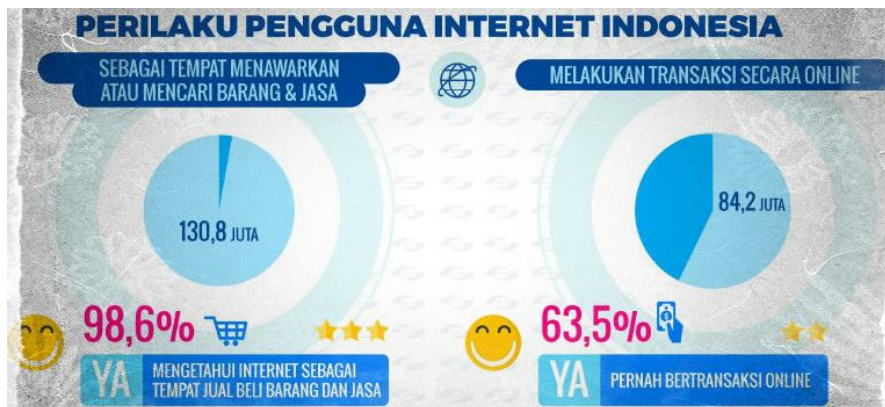 PERILAKU PENGGUNA INTERNET INDONESIA
SEBAGAI TEMPAT MENAWARKAN
ATAU MENCARI BARANG & JASA
130,8 JUTA
98,6%
YA
MENGETAHUI INTERNET SEBAGAI
TEMPAT JUAL BELI BARANG DAN JASA
MELAKUKAN TRANSAKSI SECARA ONLINE
84,2 JUTA
63,5%
YA
PERNAH BERTRANSAKSI ONLINE